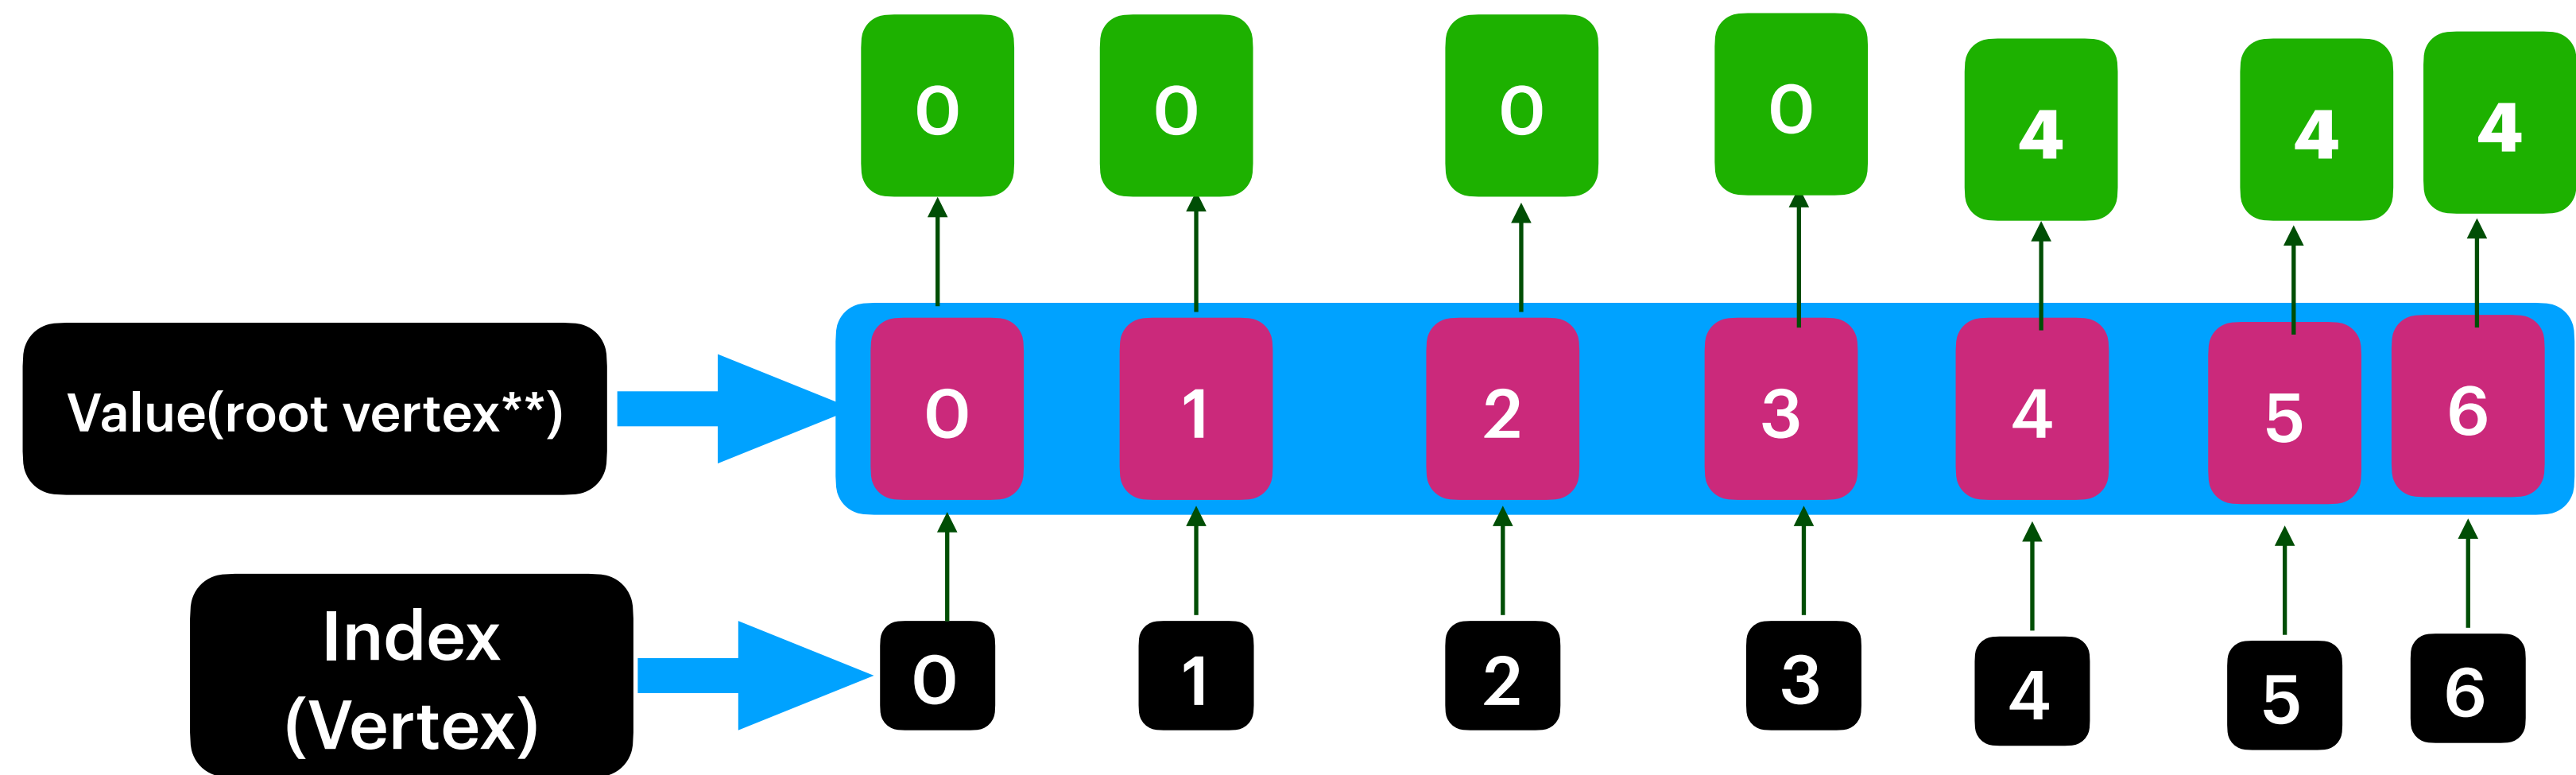 0 0 0 0 4 4 4
Value(root vertex**) 0 1 2 3 4 5 6
Index
(Vertex)
0 1 2 3 4 5 6